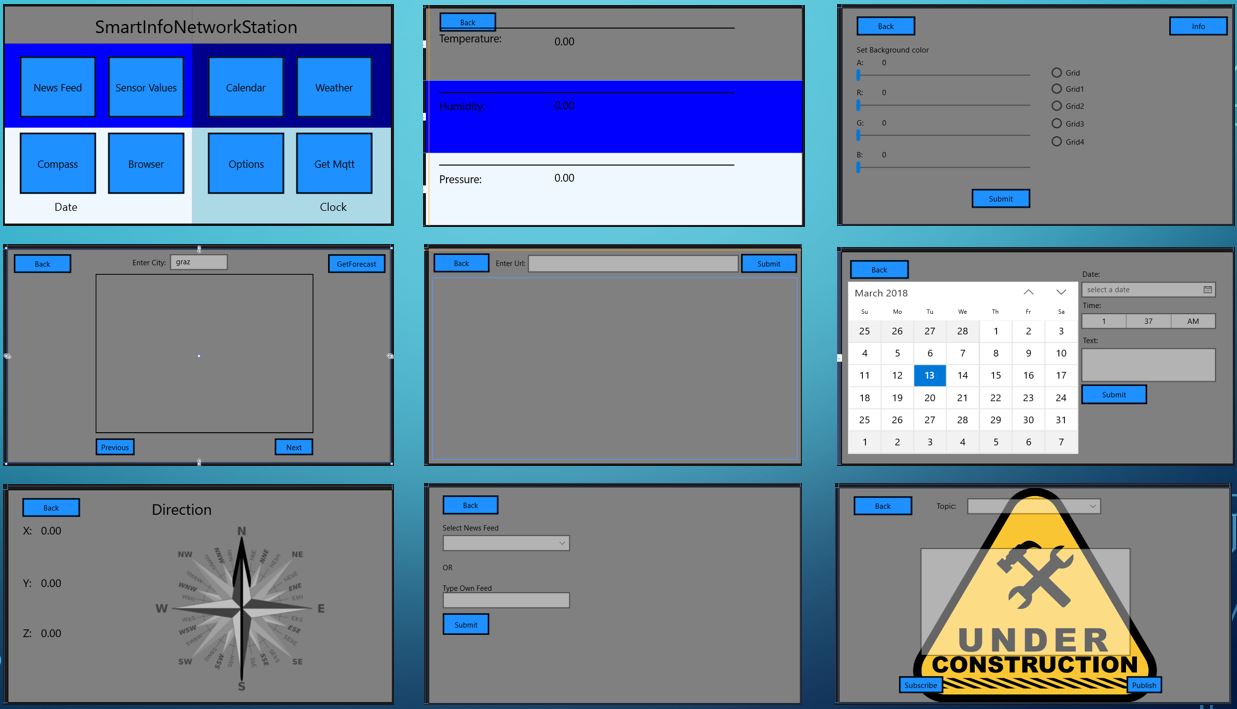 SmartInfoNetworkStation
News Feed Sensor Values Calendar Weather
Compass Browser Options Get Mqtt
Date Clock
Back
Temperature: 0.00
Humidity: 0.00
Pressure: 0.00
Back Info
Set Background color
A: 0
Grid
R: 0
Grid1
Grid2
G: 0
Grid3
Grid4
B: 0
Submit
Back Enter City: graz GetForecast
Previous Next
Back Enter Url: Submit
Back
March 2018
Su Mo Tu We Th Fr Sa
25 26 27 28 1 2 3
4 5 6 7 8 9 10
11 12 13 14 15 16 17
18 19 20 21 22 23 24
25 26 27 28 29 30 31
1 2 3 4 5 6 7
Date:
select a date
Time:
1 37 AM
Text:
Submit
Back Direction
X: 0.00
Y: 0.00
Z: 0.00
N
NNW NNE
NW NE
WNW ENE
W E
WSW ESE
SW SE
SSW SSE
S
Back
Select News Feed
OR
Type Own Feed
Submit
Back Topic:
UNDER
CONSTRUCTION
Subscribe Publish